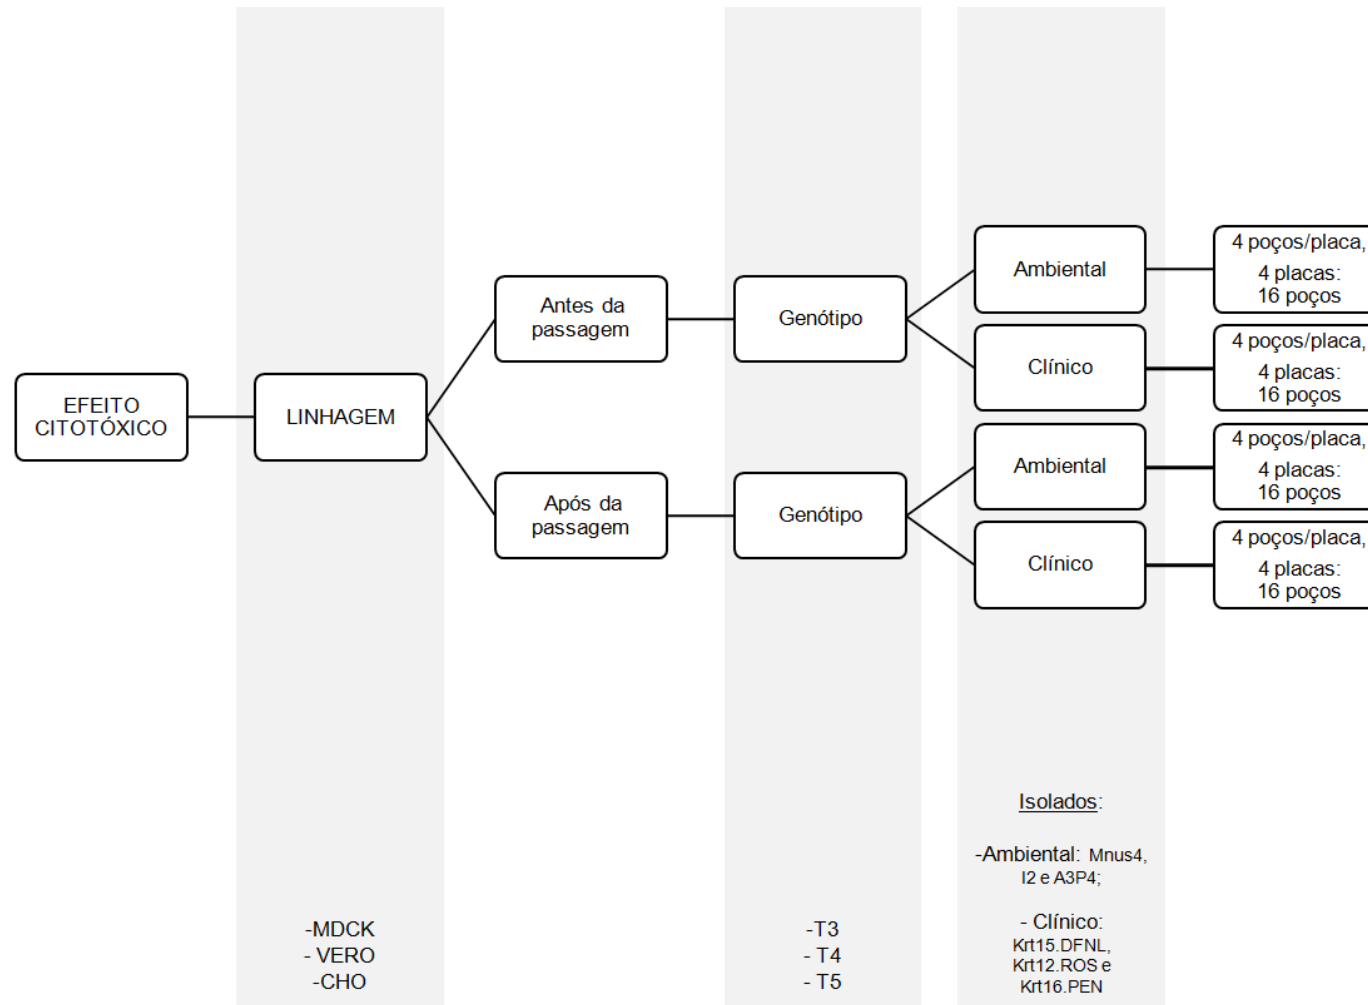 EFEITO
CITOTÓXICO
LINHAGEM
Antes da
passagem
Após da
passagem
Genótipo
Genótipo
Ambiental
Clínico
Ambiental
Clínico
4 poços/placa,
4 placas:
16 poços
4 poços/placa,
4 placas:
16 poços
4 poços/placa,
4 placas:
16 poços
4 poços/placa,
4 placas:
16 poços
-MDCK
- VERO
-CHO
-T3
- T4
- T5
Isolados:
-Ambiental: Mnus4,
I2 e A3P4;
- Clínico:
Krt15.DFNL,
Krt12.ROS e
Krt16.PEN